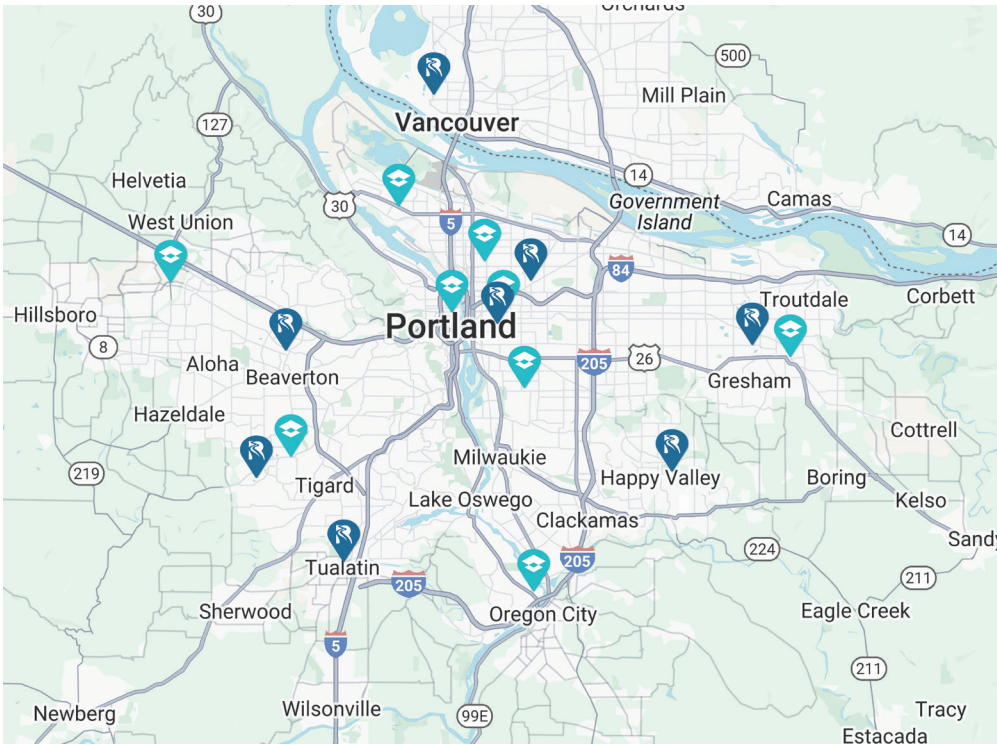 Orchards
30
500
Mill Plain
Vancouver
127
Helvetia
14
Camas
30
Government
Island
West Union
5
14
84
Corbett
Troutdale
Hillsboro
Portland
8
26
205
Aloha
Beaverton
Gresham
Hazeldale
Cottrell
Milwaukie
219
Tigard
Happy Valley
Boring
Lake Oswego
Kelso
Clackamas
Sandy
224
205
Tualatin
211
205
Sherwood
Oregon City
Eagle Creek
5
211
Newberg
Wilsonville
99E
Tracy
Estacada